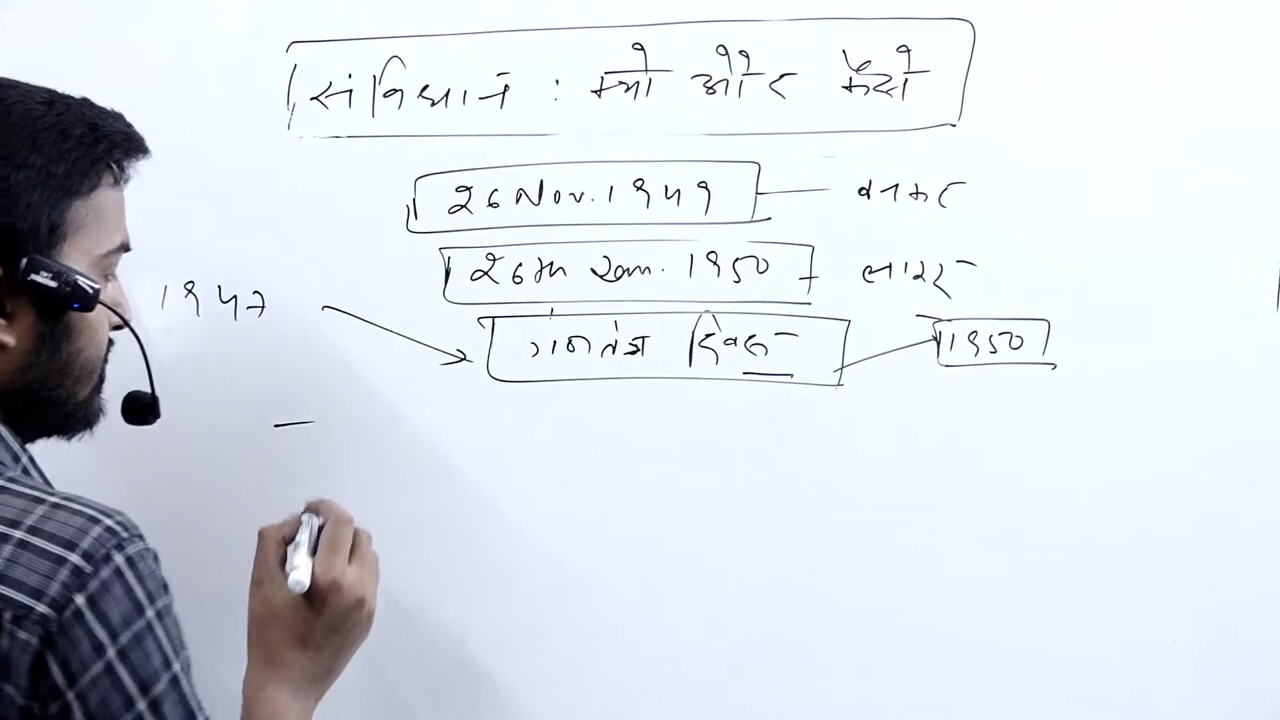 संविधान : क्यों और कैसे
26 Nov. 1949 — बनकर
26th Jan. 1950
1947
गणतंत्र दिवस
1950